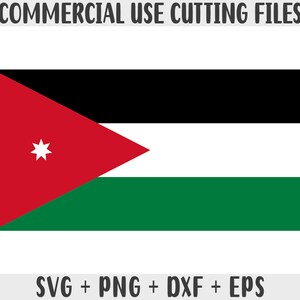 COMMERCIAL USE CUTTING FILES
SVG + PNG + DXF + EPS